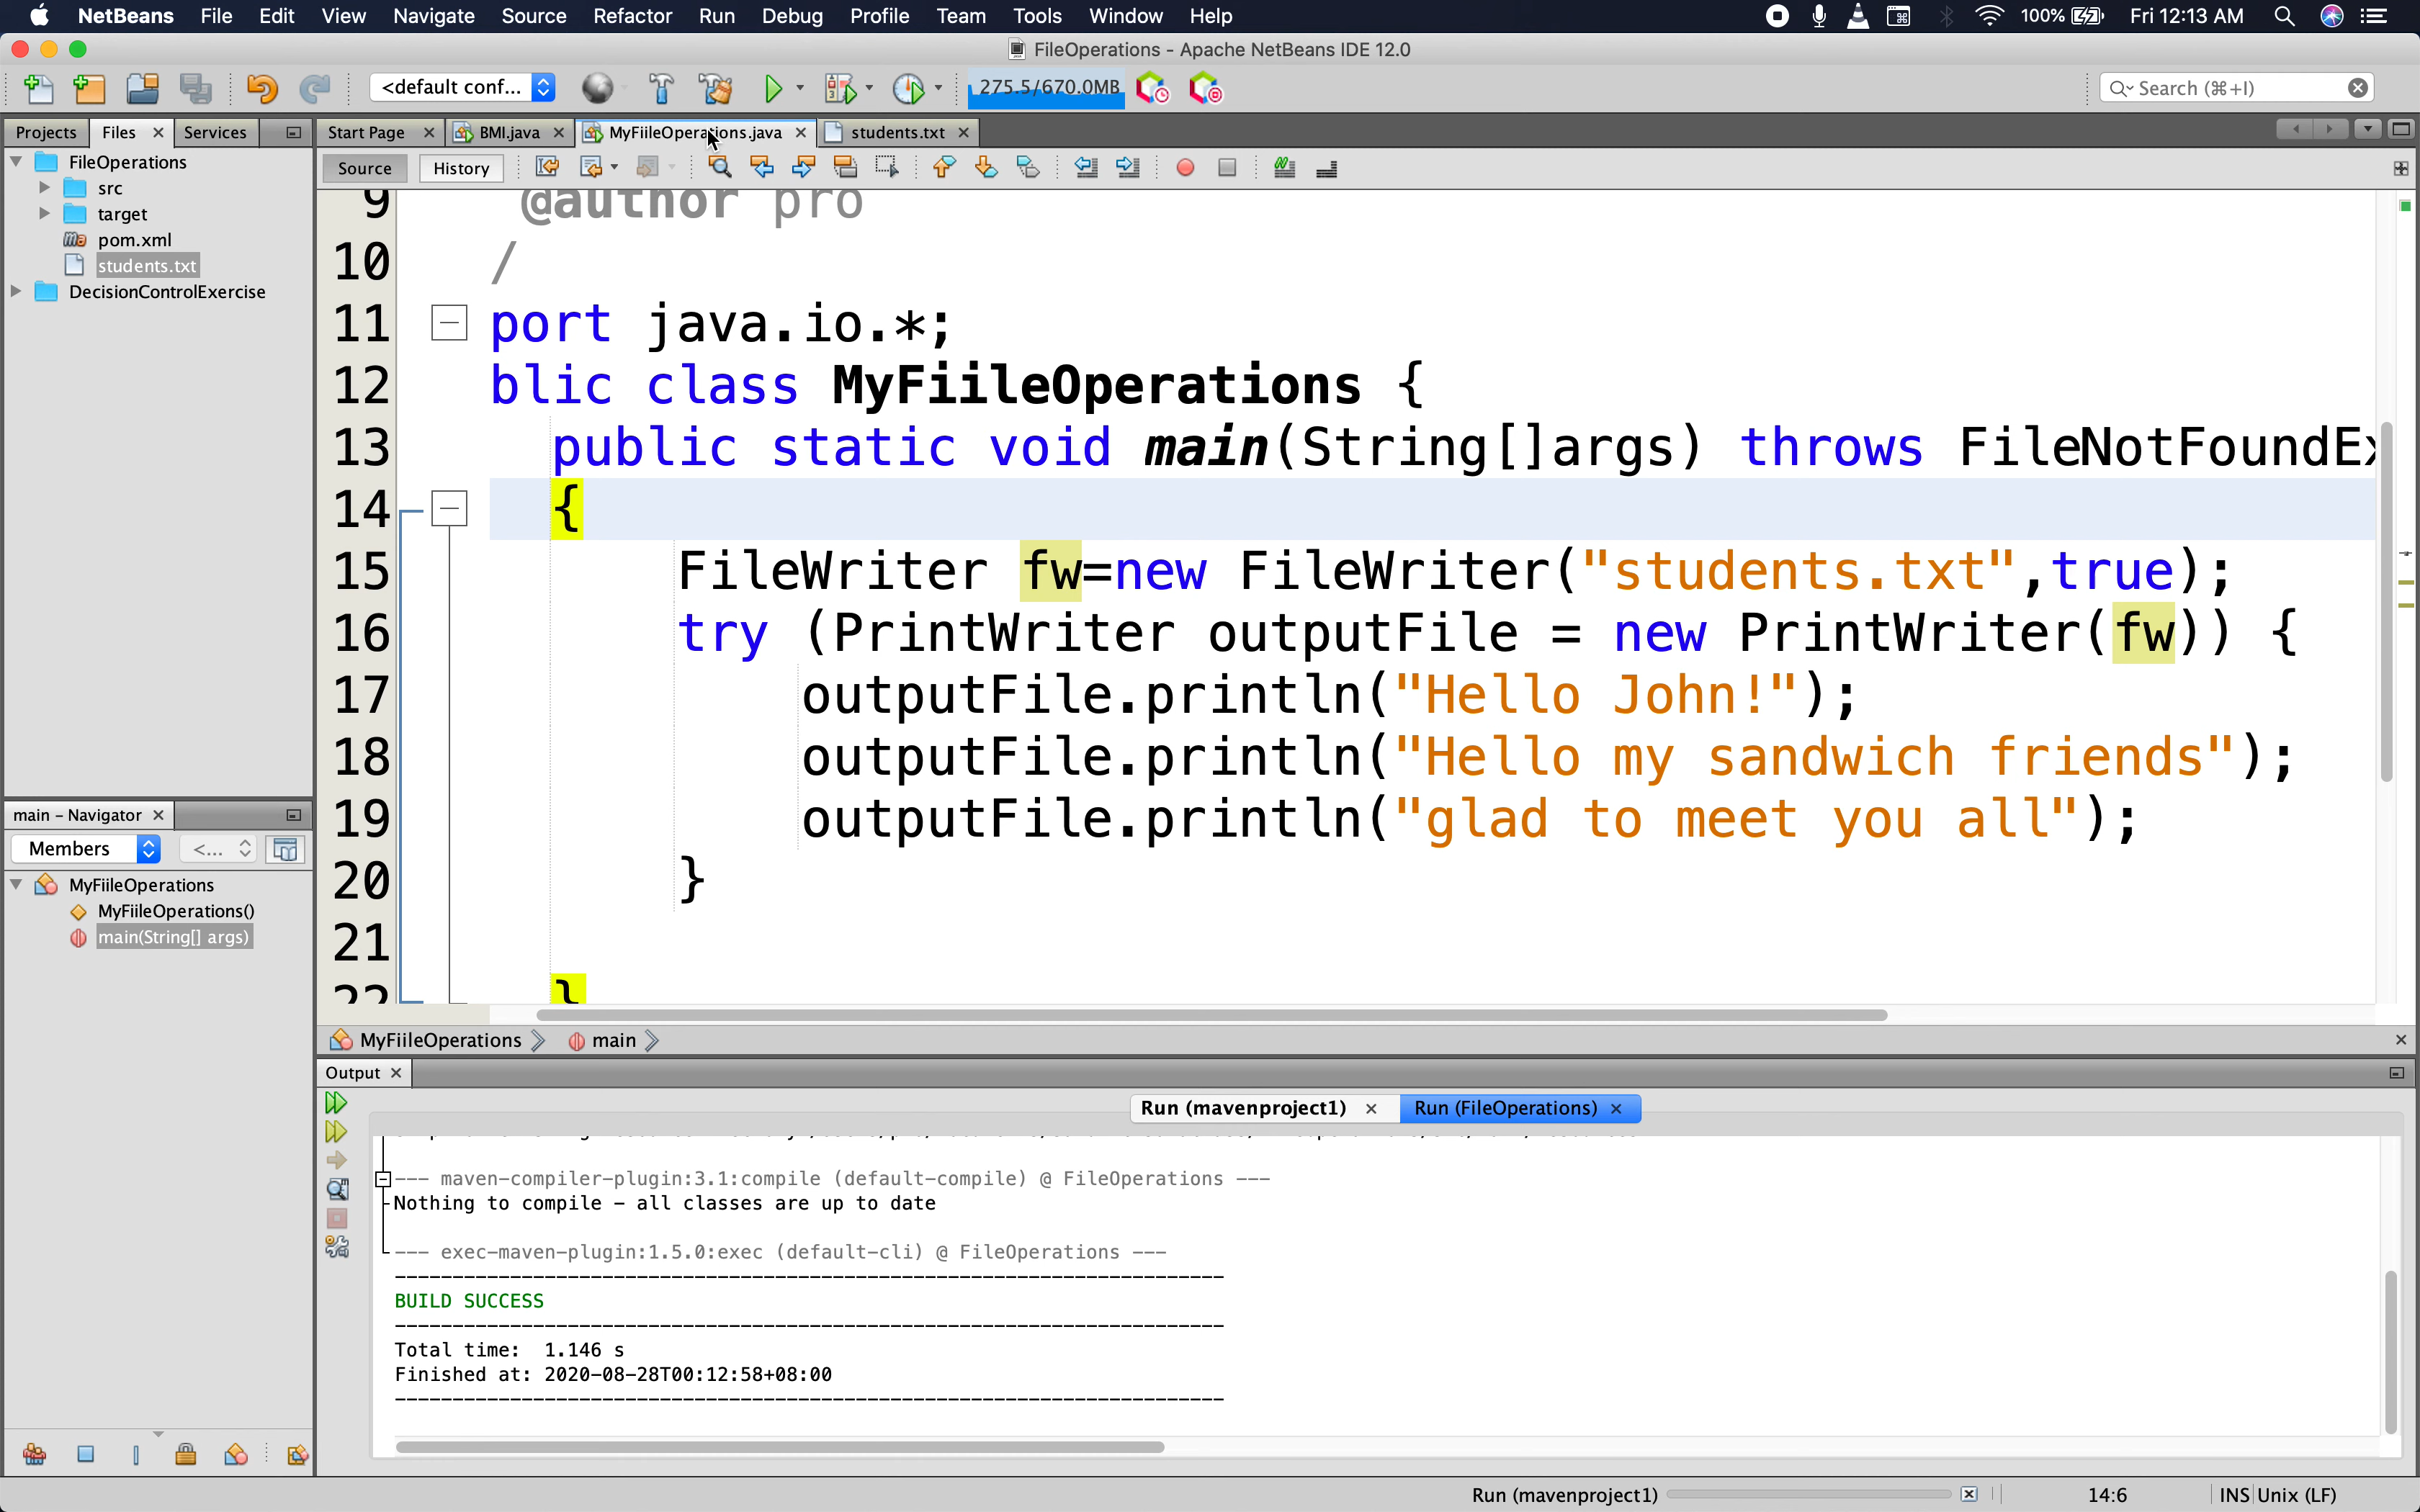 NetBeans File Edit View Navigate Source Refactor Run Debug Profile Team Tools Window Help 100% Fri 12:13 AM
FileOperations - Apache NetBeans IDE 12.0
<default conf... 275.5/670.0MB Search (⌘+I)
Projects Files Services Start Page BMI.java MyFiileOperations.java students.txt
Source History
FileOperations
src
target
pom.xml
students.txt
DecisionControlExercise
9 @author pro
10 /
11 port java.io.*;
12 blic class MyFiileOperations {
13 public static void main(String[]args) throws FileNotFoundEx
14 {
15 FileWriter fw=new FileWriter("students.txt",true);
16 try (PrintWriter outputFile = new PrintWriter(fw)) {
17 outputFile.println("Hello John!");
18 outputFile.println("Hello my sandwich friends");
19 outputFile.println("glad to meet you all");
20 }
21
22 }
main - Navigator
Members <...
MyFiileOperations
MyFiileOperations()
main(String[] args)
MyFiileOperations main
Output
Run (mavenproject1) Run (FileOperations)
--- maven-compiler-plugin:3.1:compile (default-compile) @ FileOperations ---
Nothing to compile - all classes are up to date
--- exec-maven-plugin:1.5.0:exec (default-cli) @ FileOperations ---
------------------------------------------------------------------------
BUILD SUCCESS
------------------------------------------------------------------------
Total time: 1.146 s
Finished at: 2020-08-28T00:12:58+08:00
------------------------------------------------------------------------
Run (mavenproject1) 14:6 INS Unix (LF)